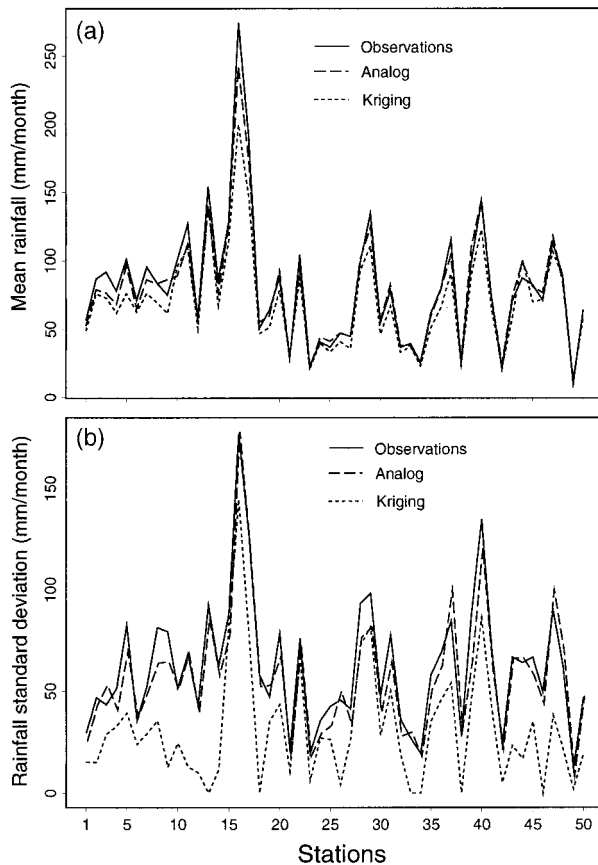 (a)
Observations
Analog
Kriging
Mean rainfall (mm/month)
250
200
150
100
50
0
(b)
Observations
Analog
Kriging
Rainfall standard deviation (mm/month)
150
100
50
0
1 5 10 15 20 25 30 35 40 45 50
Stations